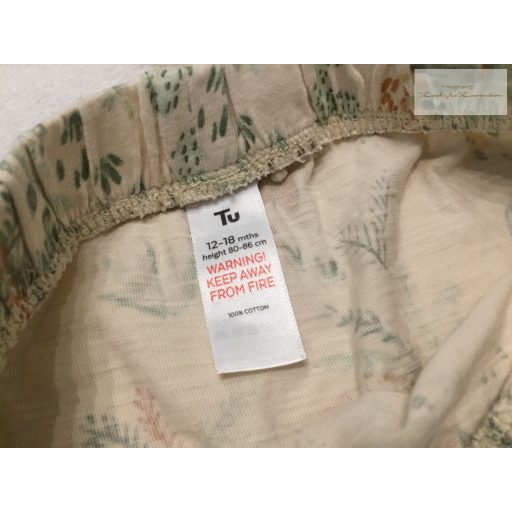 Tu
12-18 mths
height 80-86 cm
WARNING!
KEEP AWAY
FROM FIRE
100% COTTON